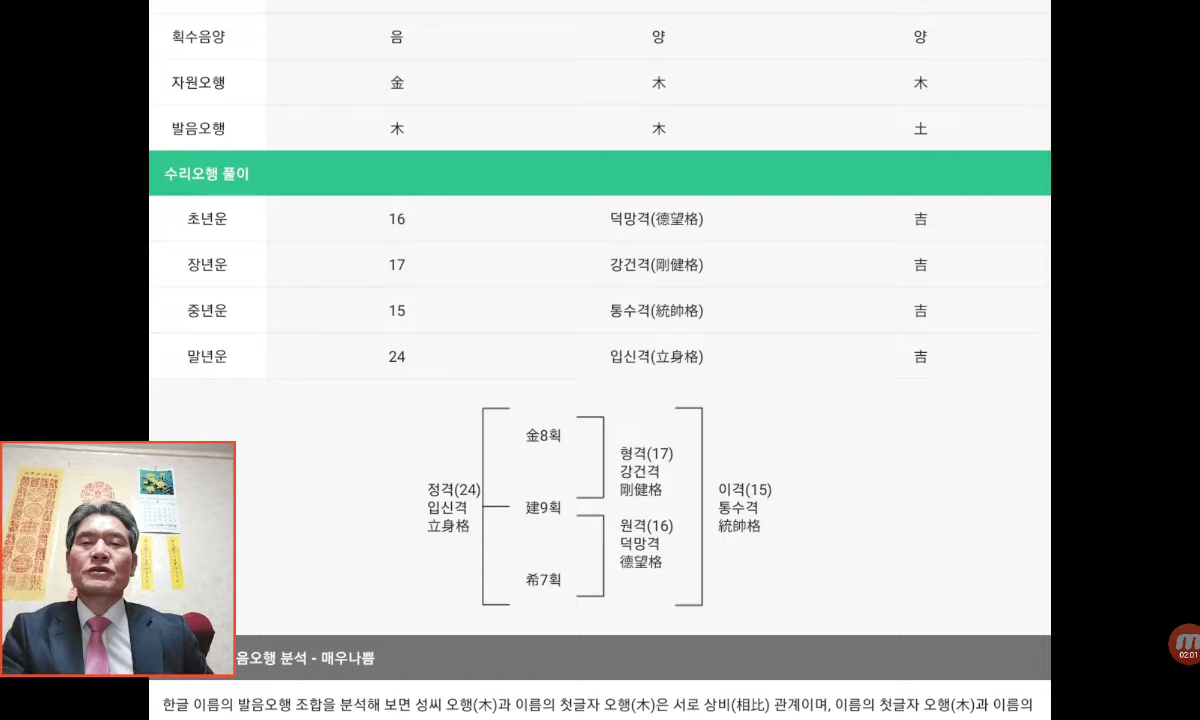 획수음양 음 양 양
자원오행 金 木 木
발음오행 木 木 土
수리오행 풀이
초년운 16 덕망격(德望格) 吉
장년운 17 강건격(剛健格) 吉
중년운 15 통수격(統帥格) 吉
말년운 24 입신격(立身格) 吉
정격(24)
입신격
立身格
金8획
建9획
希7획
형격(17)
강건격
剛健格
원격(16)
덕망격
德望格
이격(15)
통수격
統帥格
음오행 분석 - 매우나쁨
한글 이름의 발음오행 조합을 분석해 보면 성씨 오행(木)과 이름의 첫글자 오행(木)은 서로 상비(相比) 관계이며, 이름의 첫글자 오행(木)과 이름의
02:01